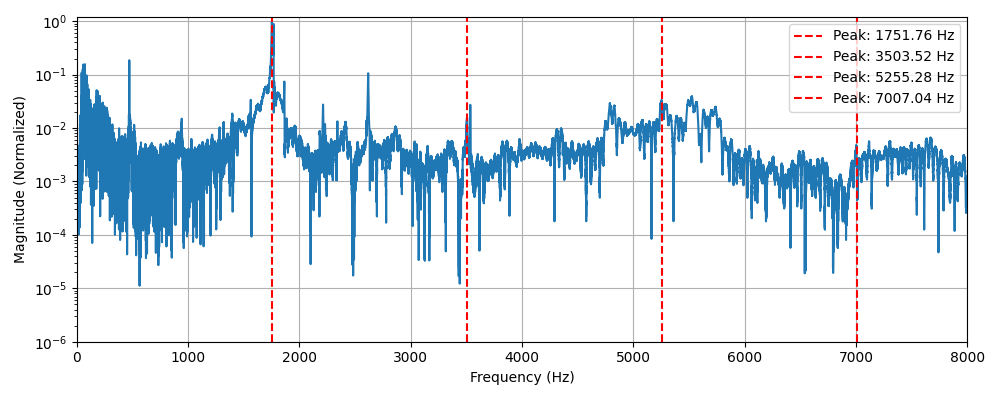 10⁰
10⁻¹
10⁻²
10⁻³
10⁻⁴
10⁻⁵
10⁻⁶
Magnitude (Normalized)
Peak: 1751.76 Hz
Peak: 3503.52 Hz
Peak: 5255.28 Hz
Peak: 7007.04 Hz
0 1000 2000 3000 4000 5000 6000 7000 8000
Frequency (Hz)